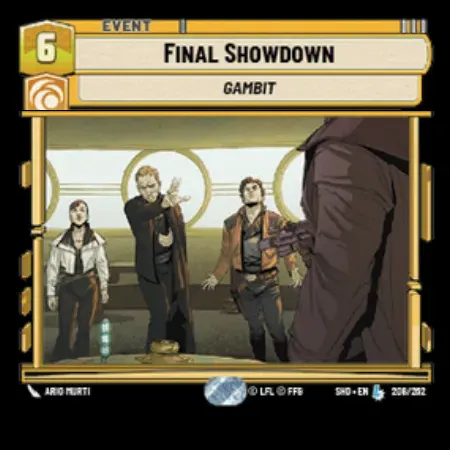 EVENT
6
FINAL SHOWDOWN
GAMBIT
ARIO MURTI
© LFL © FFG
SHD • EN
206/262